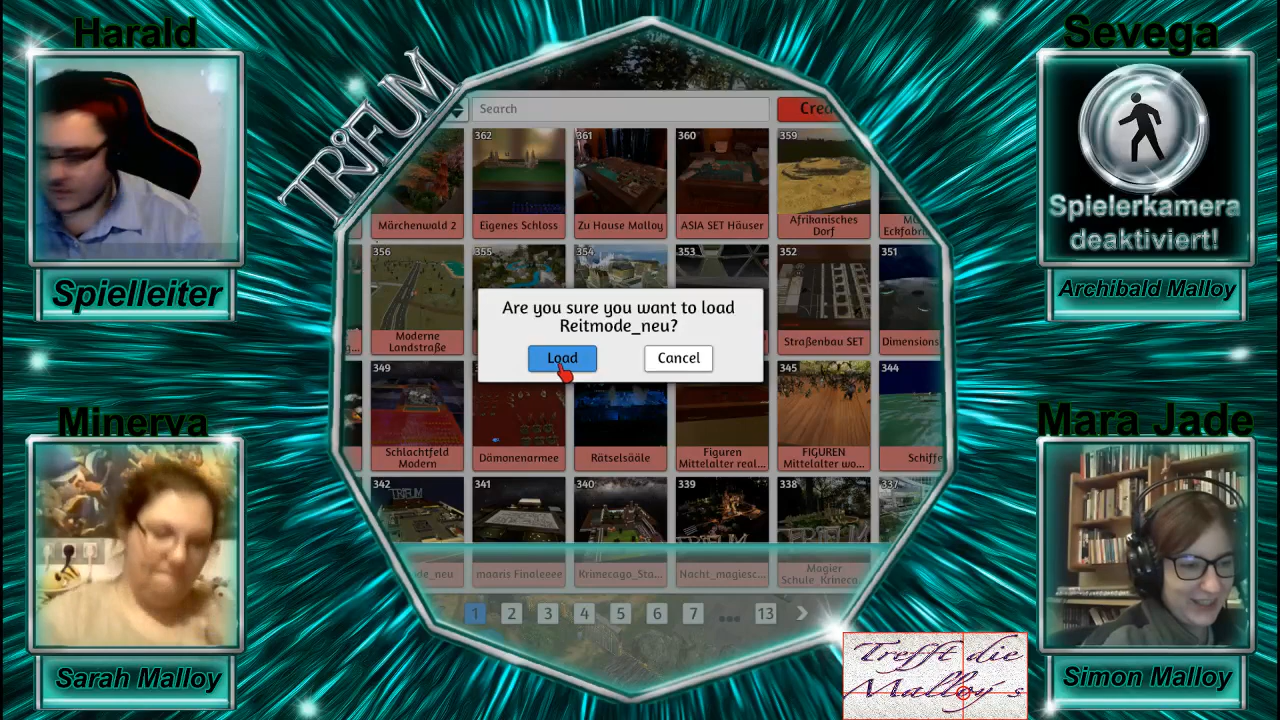 Harald
Sevega
TRiFUM
Search
362
361
360
359
Spielerkamera
deaktiviert!
Märchenwald 2
Eigenes Schloss
Zu House Malloy
ASIA SET Häuser
Afrikanisches
Dorf
Spielleiter
Archibald Malloy
356
355
354
353
352
351
Are you sure you want to load
Reitmode_neu?
Load
Cancel
Moderne
Landstraße
Straßenbau SET
349
345
344
Minerva
Mara Jade
Schlachtfeld
Modern
Dämonenarmee
Rätselsääle
Figuren
Mittelalter real...
FIGUREN
Mittelalter wo...
342
341
340
339
338
337
maaris Finaleeee
Krimecago_Sta...
Nacht_magiesc...
Magier
Schule_Krineca...
1 2 3 4 5 6 7 ... 13 >
Trefft die
Malloy's
Sarah Malloy
Simon Malloy